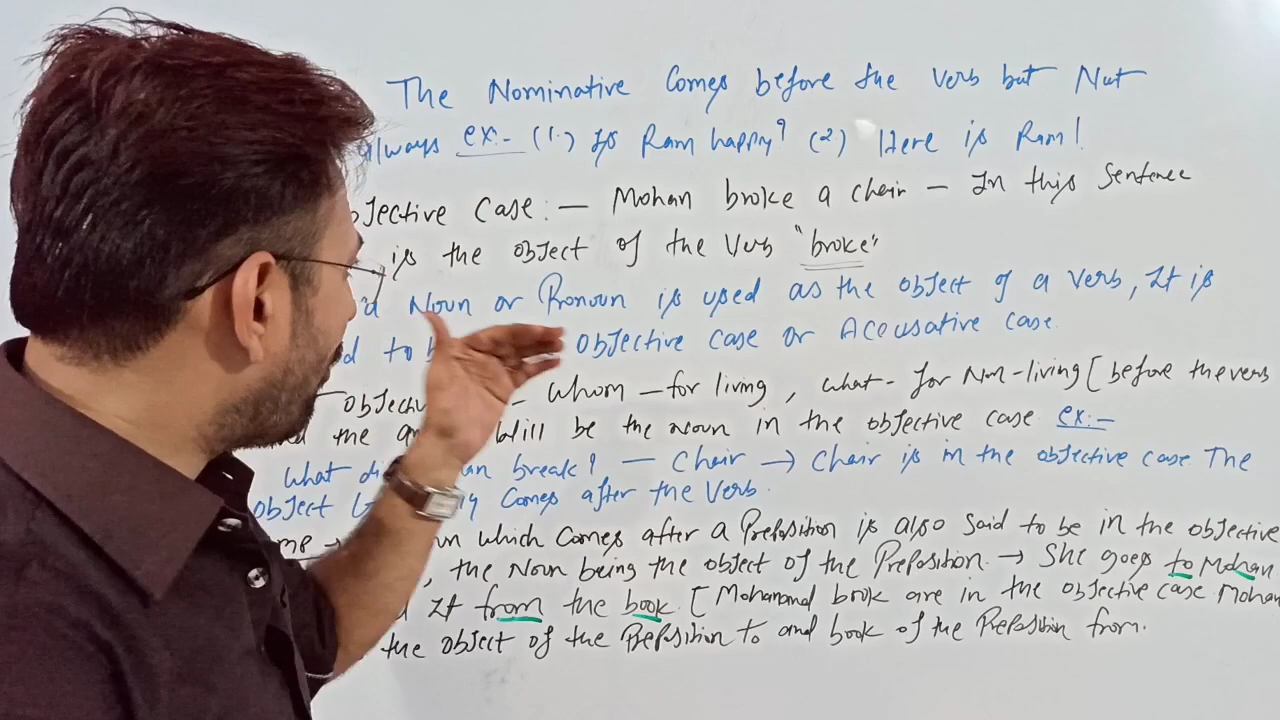 The Nominative Comes before the Verb but Not
always ex:- (1.) Is Ram happy? (2) Here is Ram!
Objective Case:- Mohan broke a chair - In this sentence
is the object of the Verb "broke"
Noun or Pronoun is used as the object of a Verb, It is
to objective case or Accusative case.
Whom - for living, what - for Non-living [ before the verb
the will be the noun in the objective case ex:-
What break? - Chair → Chair is in the objective case The
object comes after the Verb.
which Comes after a Preposition is also said to be in the objective
, the Noun being the object of the Preposition. → She goes to Mohan
It from the book. [ Mohan and book are in the objective case Mohan
the object of the Preposition to and book of the Preposition from.